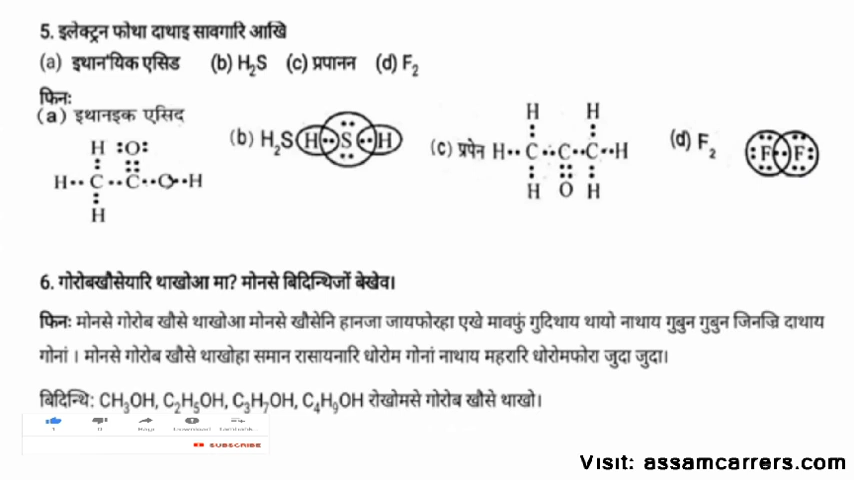 5. इलेक्ट्रन फोथा दाथाइ सावगारि आखि
(a) इथान'यिक एसिड (b) H₂S (c) प्रपानन (d) F₂
फिनः
(a) इथानइक एसिद
H :O:
H·· C ·· C ··O··H
H
(b) H₂S H ·· S ·· H
(c) प्रपेन
H H
H·· C ·· C ·· C ··H
H O H
(d) F₂ F ·· F
6. गोरोबखौसेयारि थाखोआ मा? मोनसे बिदिन्थिजों बेखेव।
फिनः मोनसे गोरोब खौसे थाखोआ मोनसे खौसेनि हानजा जायफोरहा एखे मावफुं गुदिथाय थायो नाथाय गुबुन गुबुन जिनज्रि दाथाय
गोनां । मोनसे गोरोब खौसे थाखोहा समान रासायनारि धोरोम गोनां नाथाय महरारि धोरोमफोरा जुदा जुदा।
बिदिन्थि: CH₃OH, C₂H₅OH, C₃H₇OH, C₄H₉OH रोखोमसे गोरोब खौसे थाखो।
SUBSCRIBE
Visit: assamcarrers.com